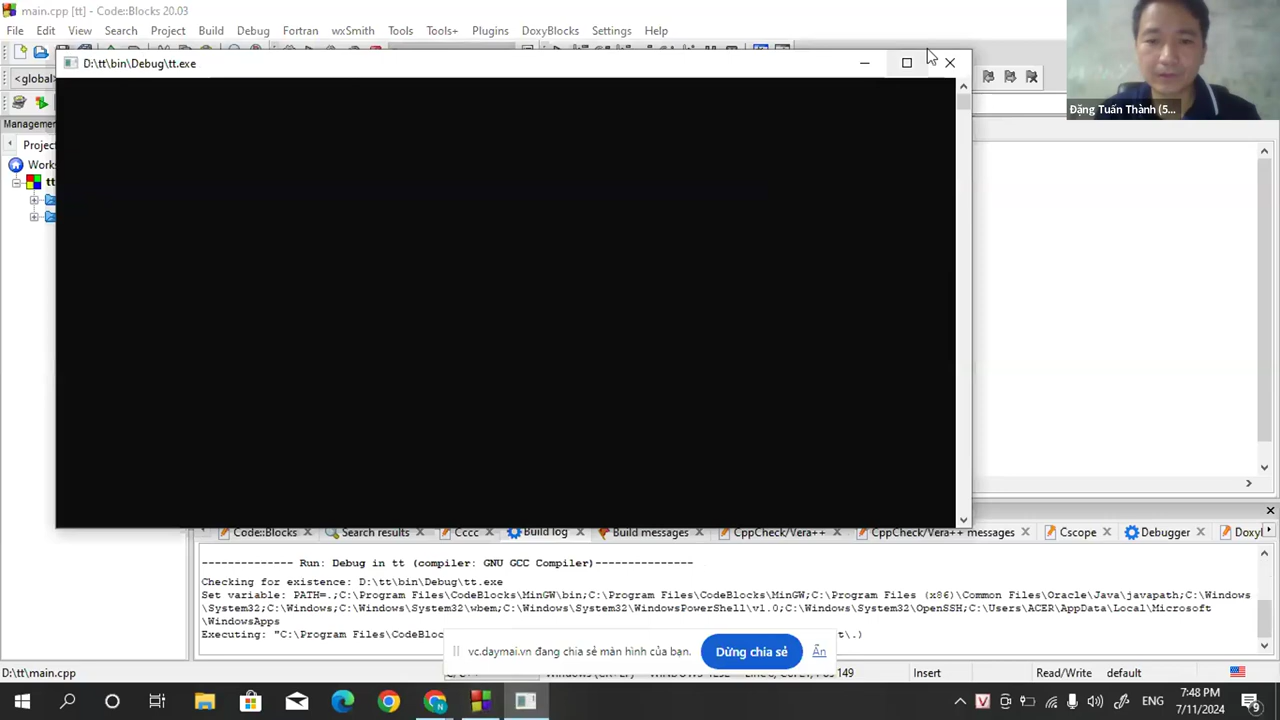 main.cpp [tt] - Code::Blocks 20.03
File Edit View Search Project Build Debug Fortran wxSmith Tools Tools+ Plugins DoxyBlocks Settings Help
D:\tt\bin\Debug\tt.exe
<global>
Đặng Tuấn Thành (5...
Management
Project
Works
tt
Code::Blocks Search results Cccc Build log Build messages CppCheck/Vera++ CppCheck/Vera++ messages Cscope Debugger Doxy
-------------- Run: Debug in tt (compiler: GNU GCC Compiler)---------------
Checking for existence: D:\tt\bin\Debug\tt.exe
Set variable: PATH=.;C:\Program Files\CodeBlocks\MinGW\bin;C:\Program Files\CodeBlocks\MinGW;C:\Program Files (x86)\Common Files\Oracle\Java\javapath;C:\Windows
\System32;C:\Windows;C:\Windows\System32\wbem;C:\Windows\System32\WindowsPowerShell\v1.0;C:\Windows\System32\OpenSSH;C:\Users\ACER\AppData\Local\Microsoft
\WindowsApps
Executing: "C:\Program Files\CodeBloc t\.)
vc.daymai.vn đang chia sẻ màn hình của bạn. Dừng chia sẻ Ẩn
D:\tt\main.cpp 149 Insert Read/Write default
ENG 7:48 PM
7/11/2024